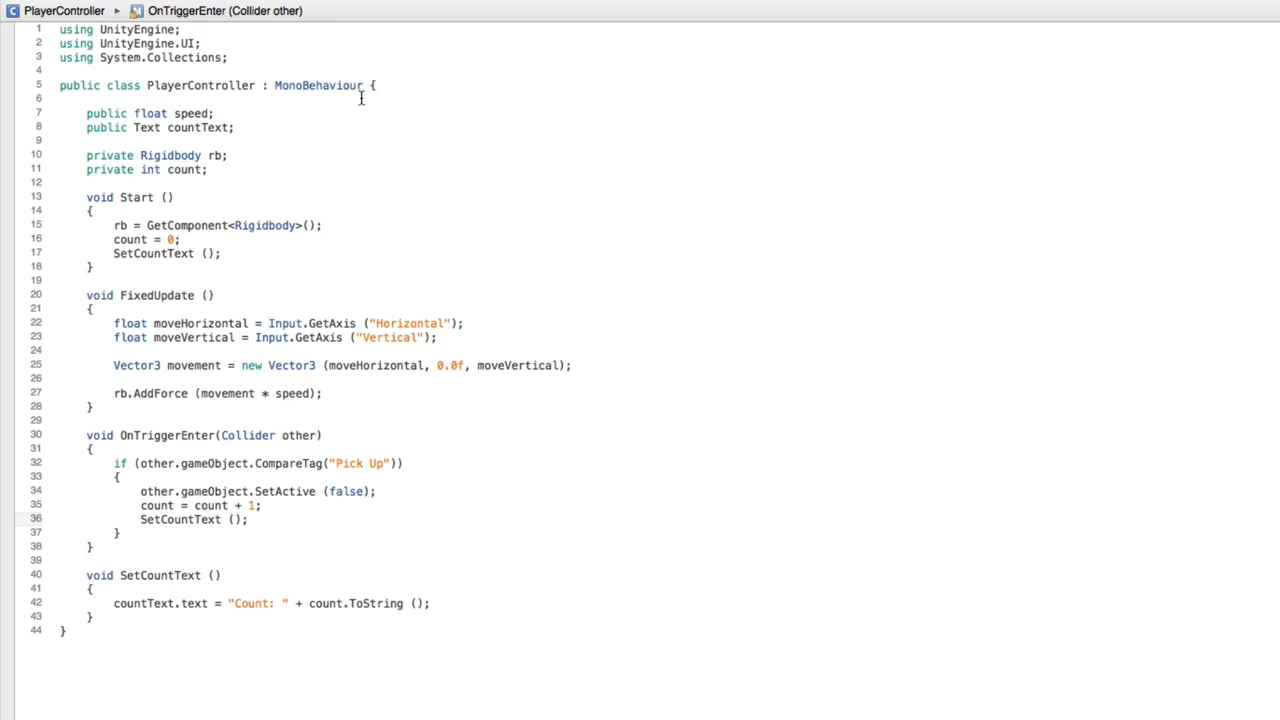 PlayerController ▸ OnTriggerEnter (Collider other)
1 using UnityEngine;
2 using UnityEngine.UI;
3 using System.Collections;
4
5 public class PlayerController : MonoBehaviour {
6
7 public float speed;
8 public Text countText;
9
10 private Rigidbody rb;
11 private int count;
12
13 void Start ()
14 {
15 rb = GetComponent<Rigidbody>();
16 count = 0;
17 SetCountText ();
18 }
19
20 void FixedUpdate ()
21 {
22 float moveHorizontal = Input.GetAxis ("Horizontal");
23 float moveVertical = Input.GetAxis ("Vertical");
24
25 Vector3 movement = new Vector3 (moveHorizontal, 0.0f, moveVertical);
26
27 rb.AddForce (movement * speed);
28 }
29
30 void OnTriggerEnter(Collider other)
31 {
32 if (other.gameObject.CompareTag("Pick Up"))
33 {
34 other.gameObject.SetActive (false);
35 count = count + 1;
36 SetCountText ();
37 }
38 }
39
40 void SetCountText ()
41 {
42 countText.text = "Count: " + count.ToString ();
43 }
44 }